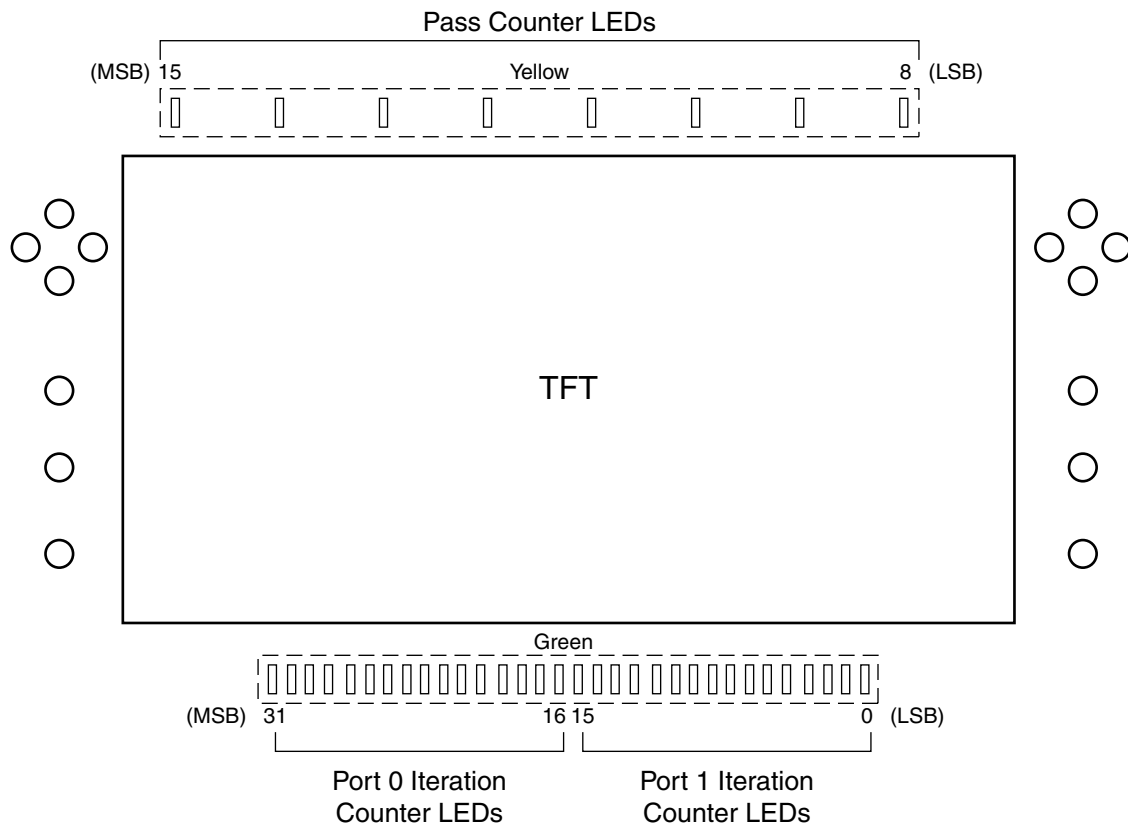 Pass Counter LEDs
(MSB) 15 Yellow 8 (LSB)
TFT
Green
(MSB) 31 16 15 0 (LSB)
Port 0 Iteration Port 1 Iteration
Counter LEDs Counter LEDs